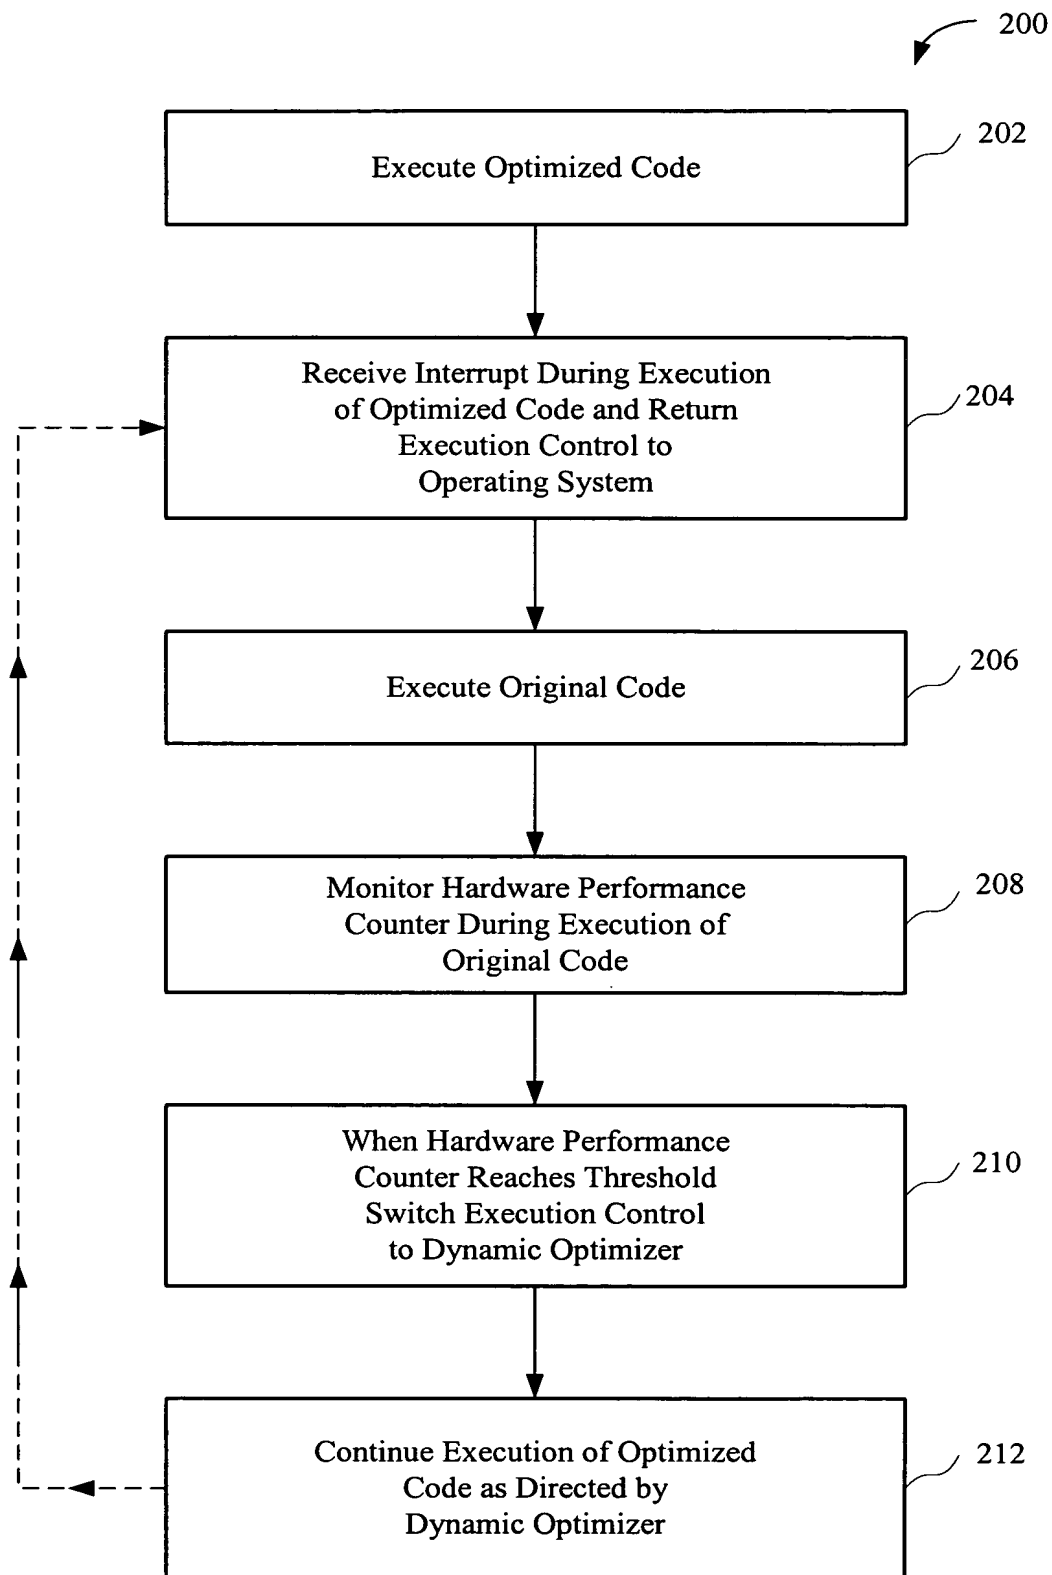 200
202
Execute Optimized Code
Receive Interrupt During Execution
of Optimized Code and Return
Execution Control to
Operating System
204
Execute Original Code
206
Monitor Hardware Performance
Counter During Execution of
Original Code
208
When Hardware Performance
Counter Reaches Threshold
Switch Execution Control
to Dynamic Optimizer
210
Continue Execution of Optimized
Code as Directed by
Dynamic Optimizer
212